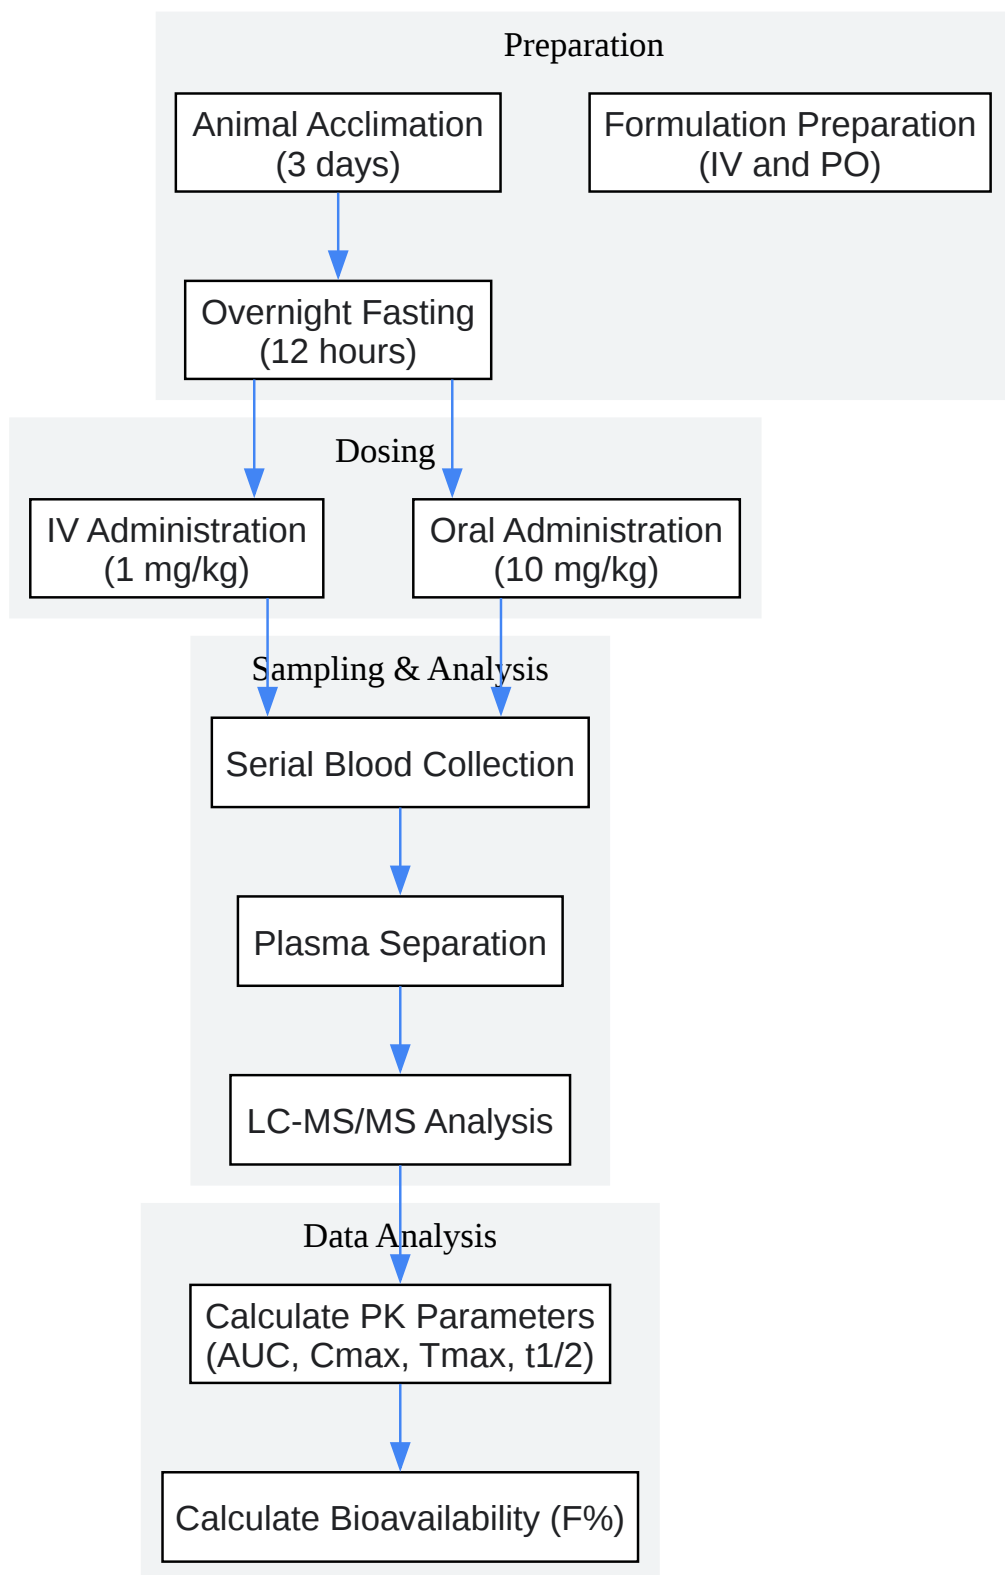 Preparation
Animal Acclimation
(3 days)
Formulation Preparation
(IV and PO)
Overnight Fasting
(12 hours)
Dosing
IV Administration
(1 mg/kg)
Oral Administration
(10 mg/kg)
Sampling & Analysis
Serial Blood Collection
Plasma Separation
LC-MS/MS Analysis
Data Analysis
Calculate PK Parameters
(AUC, Cmax, Tmax, t1/2)
Calculate Bioavailability (F%)